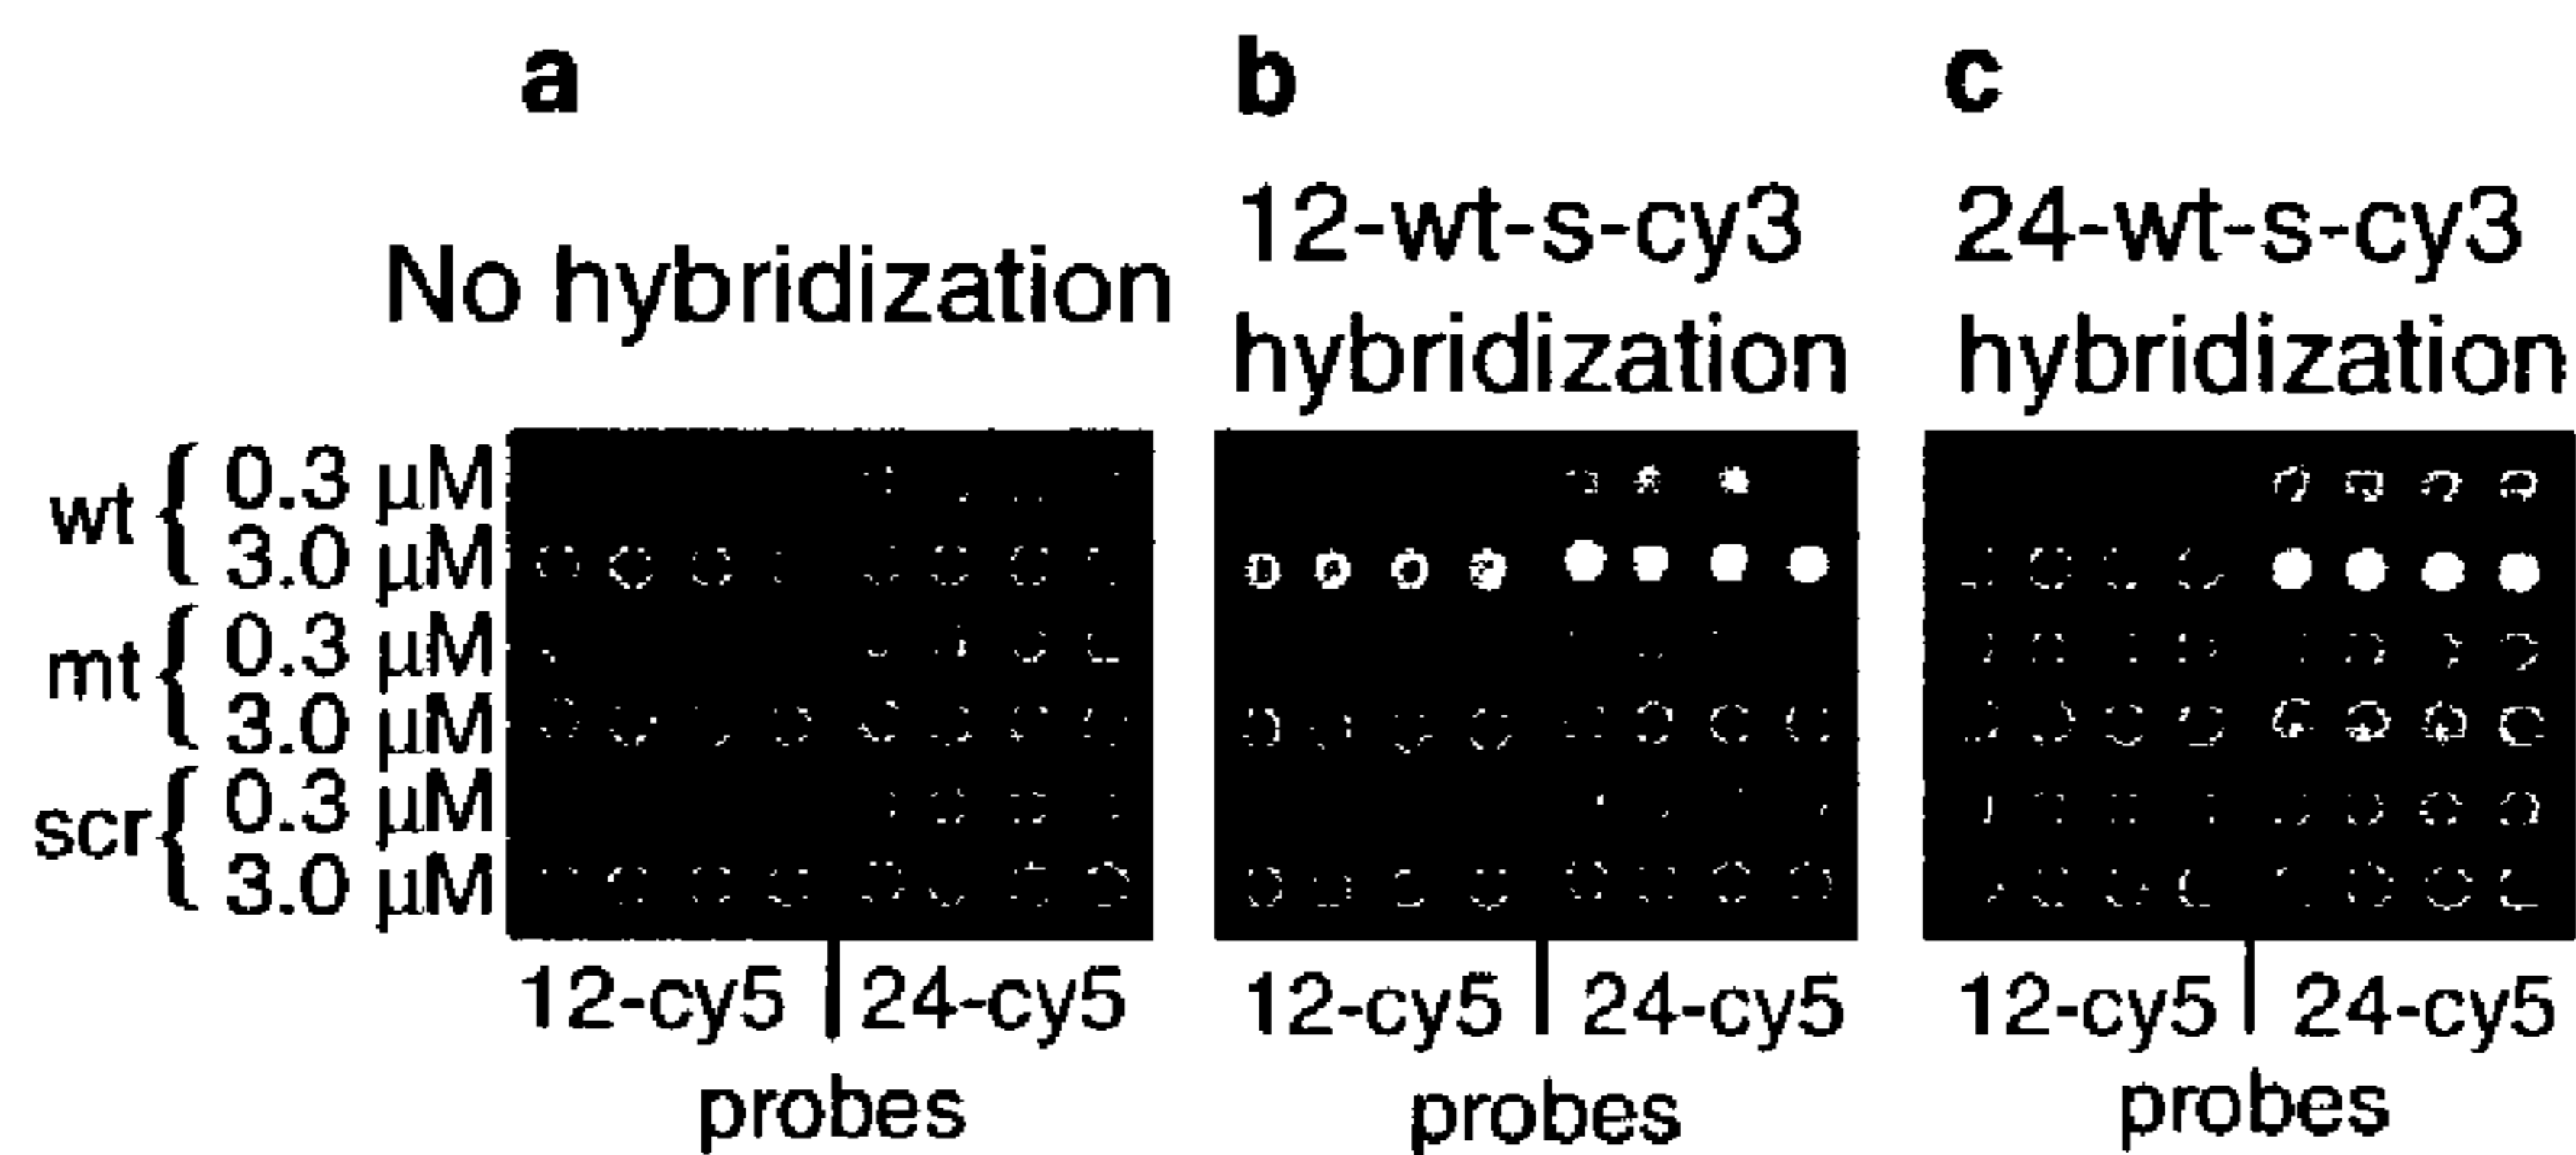 a
b
c
No hybridization
12-wt-s-cy3
hybridization
24-wt-s-cy3
hybridization
wt
0.3 µM
3.0 µM
mt
0.3 µM
3.0 µM
scr
0.3 µM
3.0 µM
12-cy5
24-cy5
probes
12-cy5
24-cy5
probes
12-cy5
24-cy5
probes